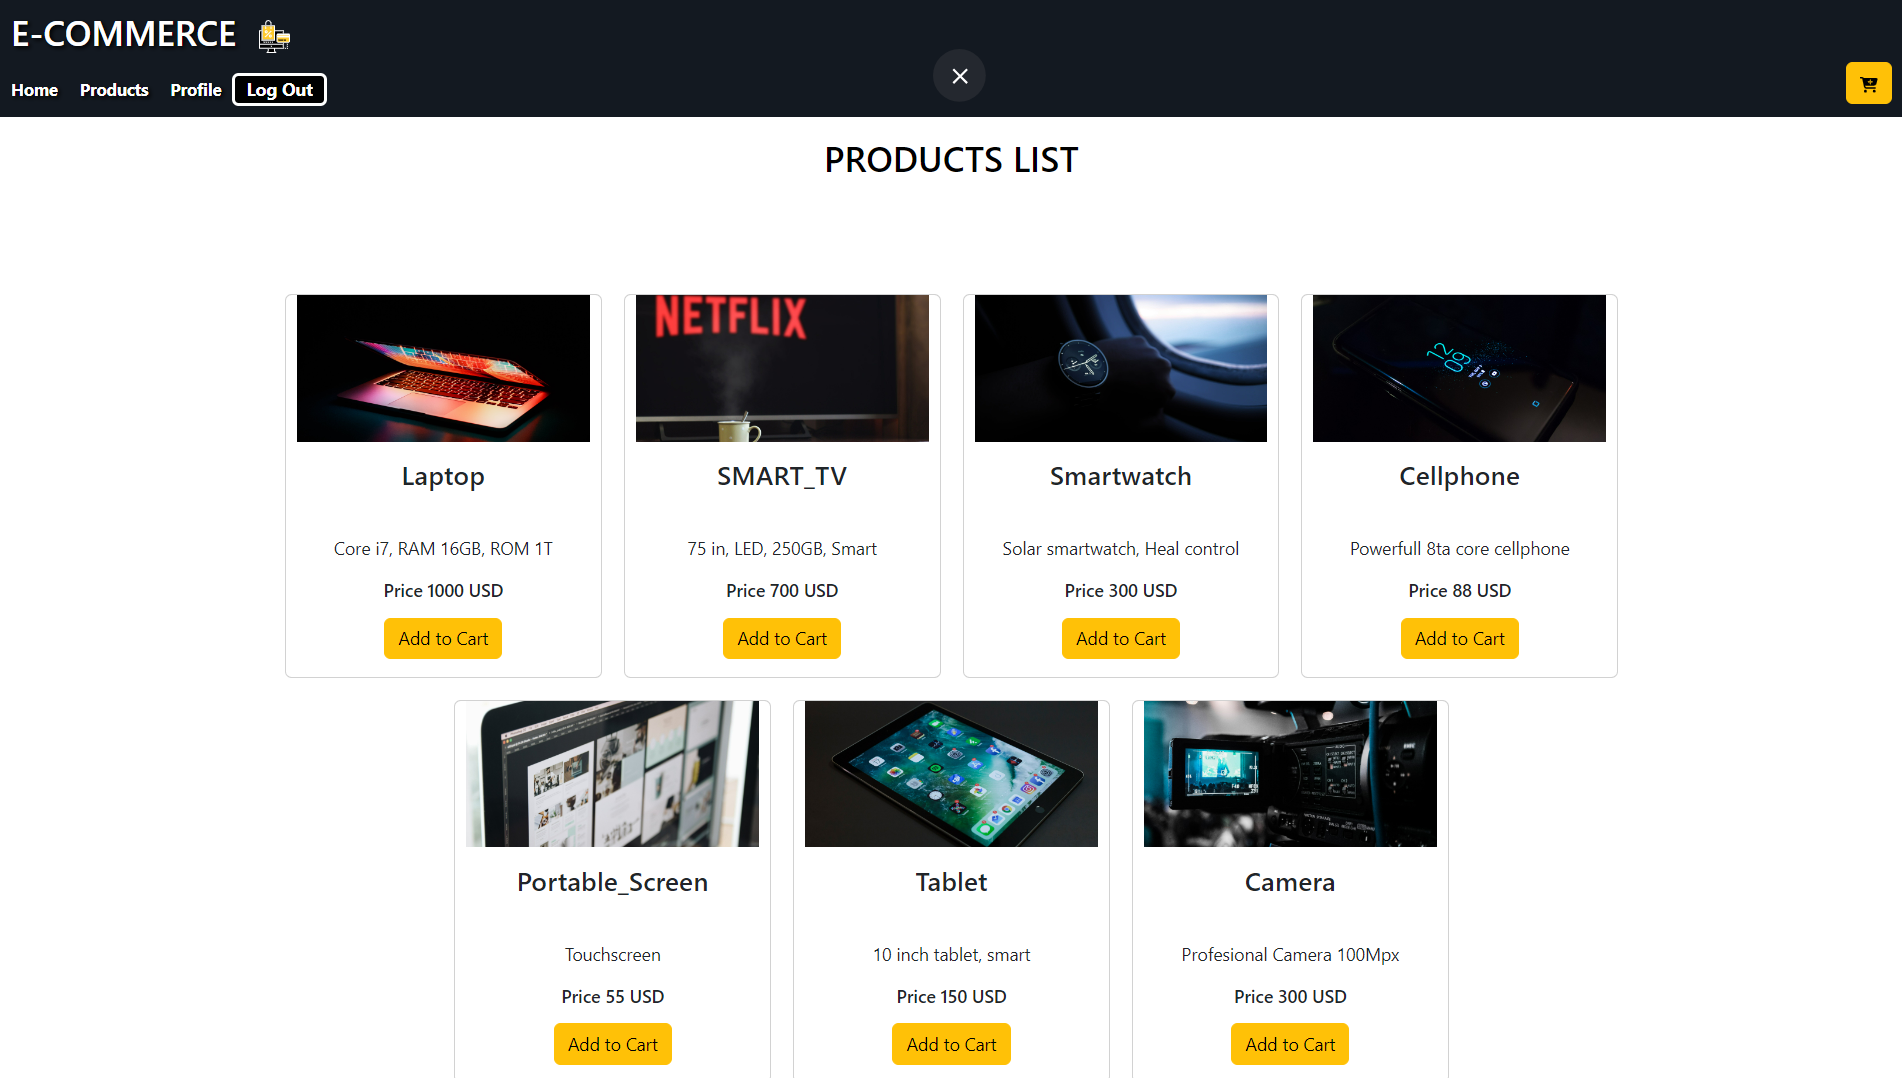 E-COMMERCE
Home Products Profile Log Out
PRODUCTS LIST
NETFLIX
12
09
Laptop
Core i7, RAM 16GB, ROM 1T
Price 1000 USD
Add to Cart
SMART_TV
75 in, LED, 250GB, Smart
Price 700 USD
Add to Cart
Smartwatch
Solar smartwatch, Heal control
Price 300 USD
Add to Cart
Cellphone
Powerfull 8ta core cellphone
Price 88 USD
Add to Cart
Portable_Screen
Touchscreen
Price 55 USD
Add to Cart
Tablet
10 inch tablet, smart
Price 150 USD
Add to Cart
Camera
Profesional Camera 100Mpx
Price 300 USD
Add to Cart